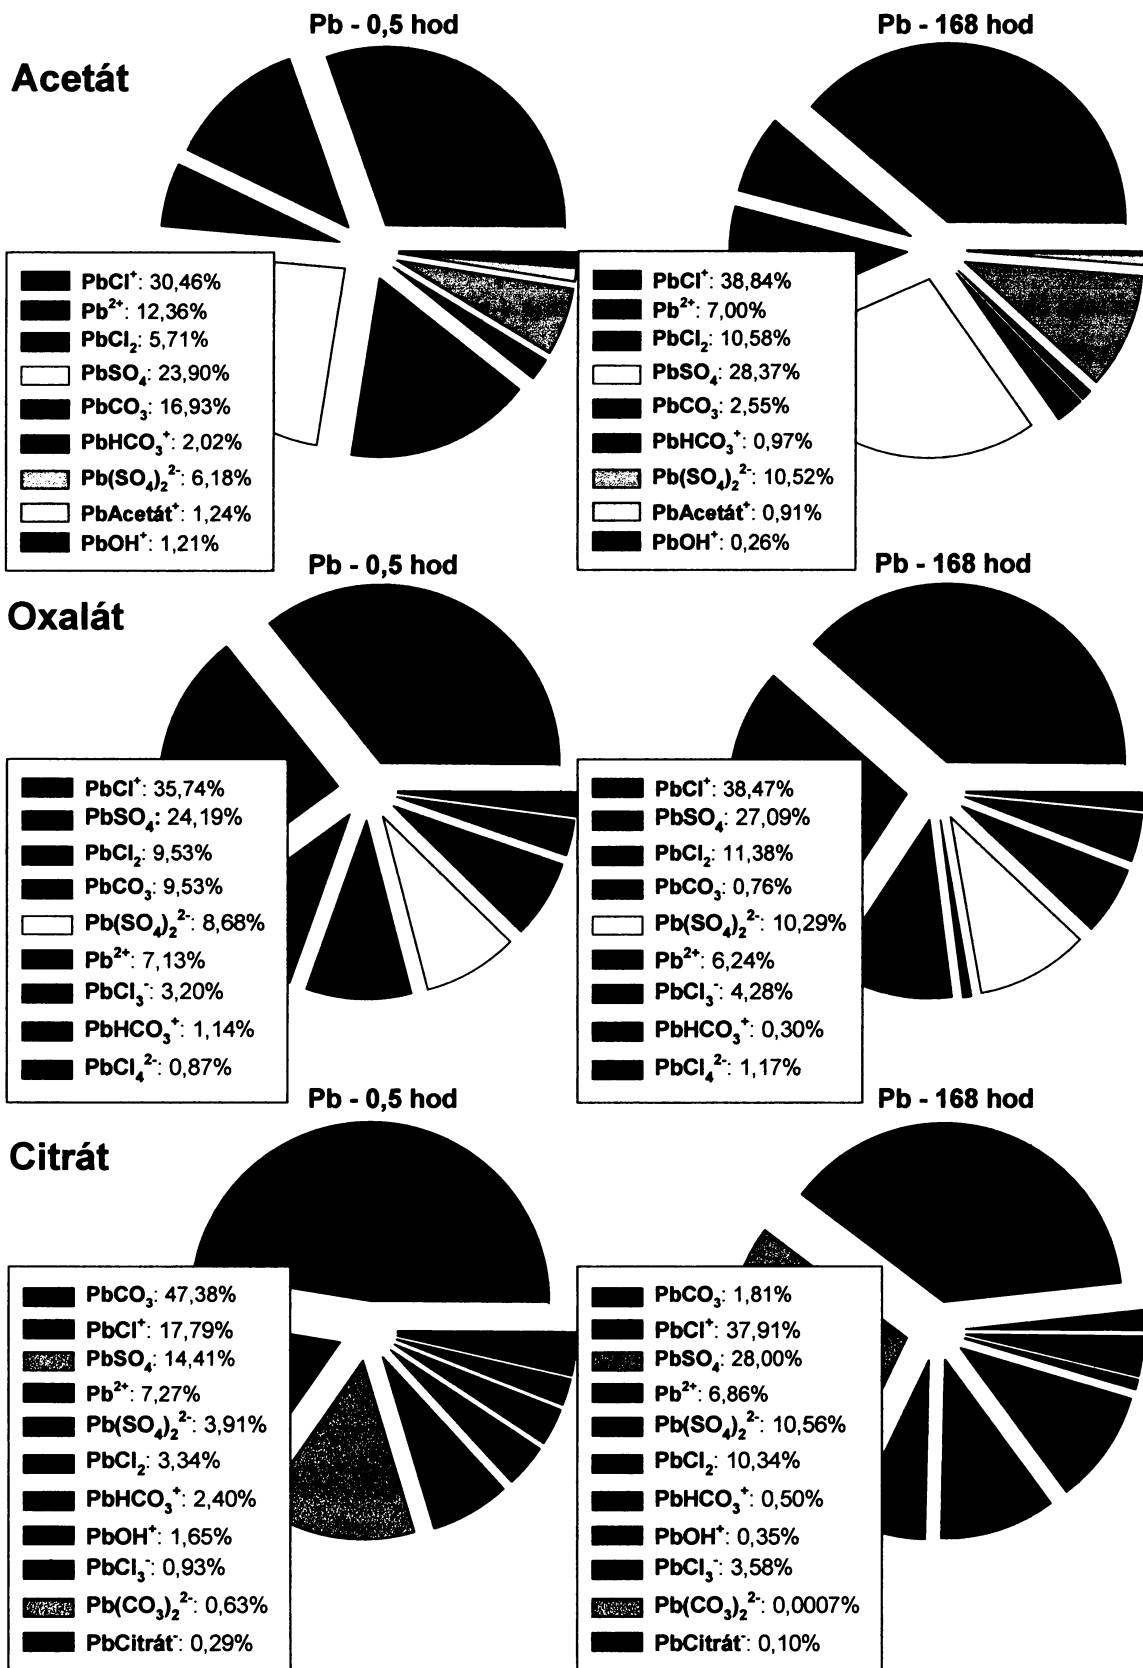 Pb - 0,5 hod
Pb - 168 hod
Acetát
PbCl⁺: 30,46%
Pb²⁺: 12,36%
PbCl₂: 5,71%
PbSO₄: 23,90%
PbCO₃: 16,93%
PbHCO₃⁺: 2,02%
Pb(SO₄)₂²⁻: 6,18%
PbAcetát⁺: 1,24%
PbOH⁺: 1,21%
PbCl⁺: 38,84%
Pb²⁺: 7,00%
PbCl₂: 10,58%
PbSO₄: 28,37%
PbCO₃: 2,55%
PbHCO₃⁺: 0,97%
Pb(SO₄)₂²⁻: 10,52%
PbAcetát⁺: 0,91%
PbOH⁺: 0,26%
Pb - 0,5 hod
Pb - 168 hod
Oxalát
PbCl⁺: 35,74%
PbSO₄: 24,19%
PbCl₂: 9,53%
PbCO₃: 9,53%
Pb(SO₄)₂²⁻: 8,68%
Pb²⁺: 7,13%
PbCl₃⁻: 3,20%
PbHCO₃⁺: 1,14%
PbCl₄²⁻: 0,87%
PbCl⁺: 38,47%
PbSO₄: 27,09%
PbCl₂: 11,38%
PbCO₃: 0,76%
Pb(SO₄)₂²⁻: 10,29%
Pb²⁺: 6,24%
PbCl₃⁻: 4,28%
PbHCO₃⁺: 0,30%
PbCl₄²⁻: 1,17%
Pb - 0,5 hod
Pb - 168 hod
Citrát
PbCO₃: 47,38%
PbCl⁺: 17,79%
PbSO₄: 14,41%
Pb²⁺: 7,27%
Pb(SO₄)₂²⁻: 3,91%
PbCl₂: 3,34%
PbHCO₃⁺: 2,40%
PbOH⁺: 1,65%
PbCl₃⁻: 0,93%
Pb(CO₃)₂²⁻: 0,63%
PbCitrát⁻: 0,29%
PbCO₃: 1,81%
PbCl⁺: 37,91%
PbSO₄: 28,00%
Pb²⁺: 6,86%
Pb(SO₄)₂²⁻: 10,56%
PbCl₂: 10,34%
PbHCO₃⁺: 0,50%
PbOH⁺: 0,35%
PbCl₃⁻: 3,58%
Pb(CO₃)₂²⁻: 0,0007%
PbCitrát⁻: 0,10%